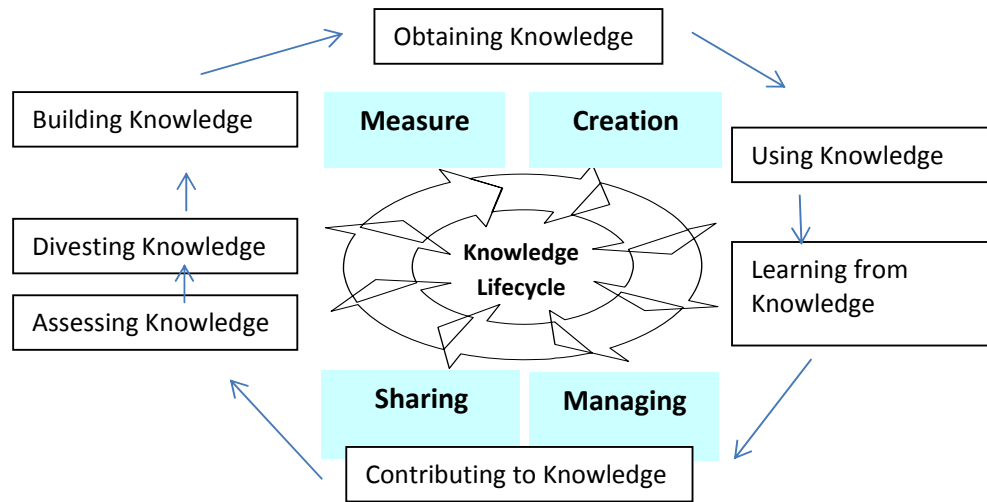 Obtaining Knowledge
Building Knowledge
Measure
Creation
Using Knowledge
Divesting Knowledge
Knowledge
Lifecycle
Learning from
Knowledge
Assessing Knowledge
Sharing
Managing
Contributing to Knowledge